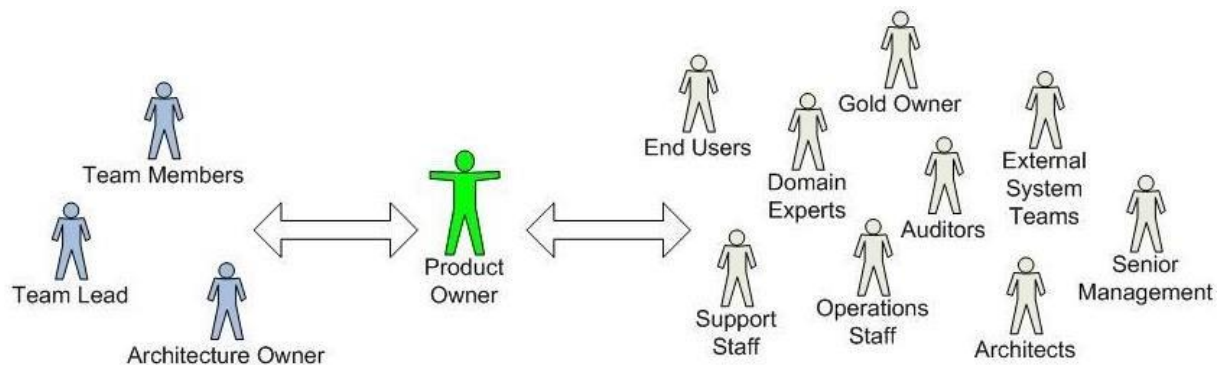 Team Members
Team Lead
Architecture Owner
Product
Owner
End Users
Domain
Experts
Gold Owner
Auditors
External
System
Teams
Senior
Management
Support
Staff
Operations
Staff
Architects